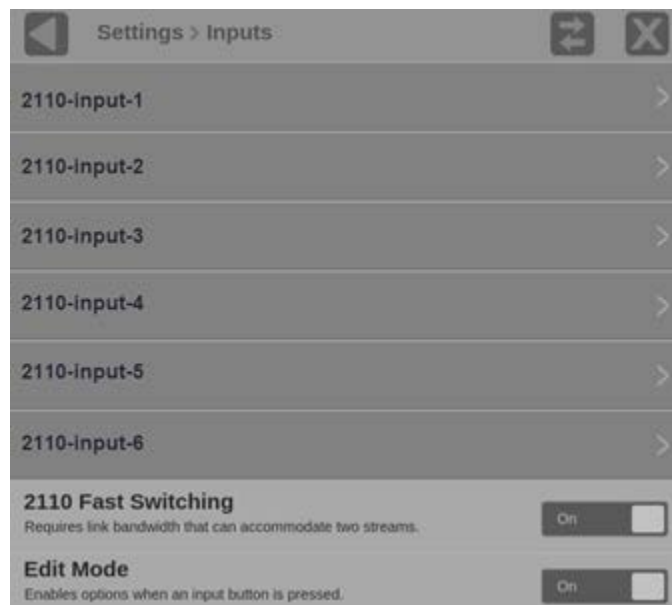 Settings > Inputs
2110-input-1
2110-input-2
2110-input-3
2110-input-4
2110-input-5
2110-input-6
2110 Fast Switching
Requires link bandwidth that can accommodate two streams.
On
Edit Mode
Enables options when an input button is pressed.
On